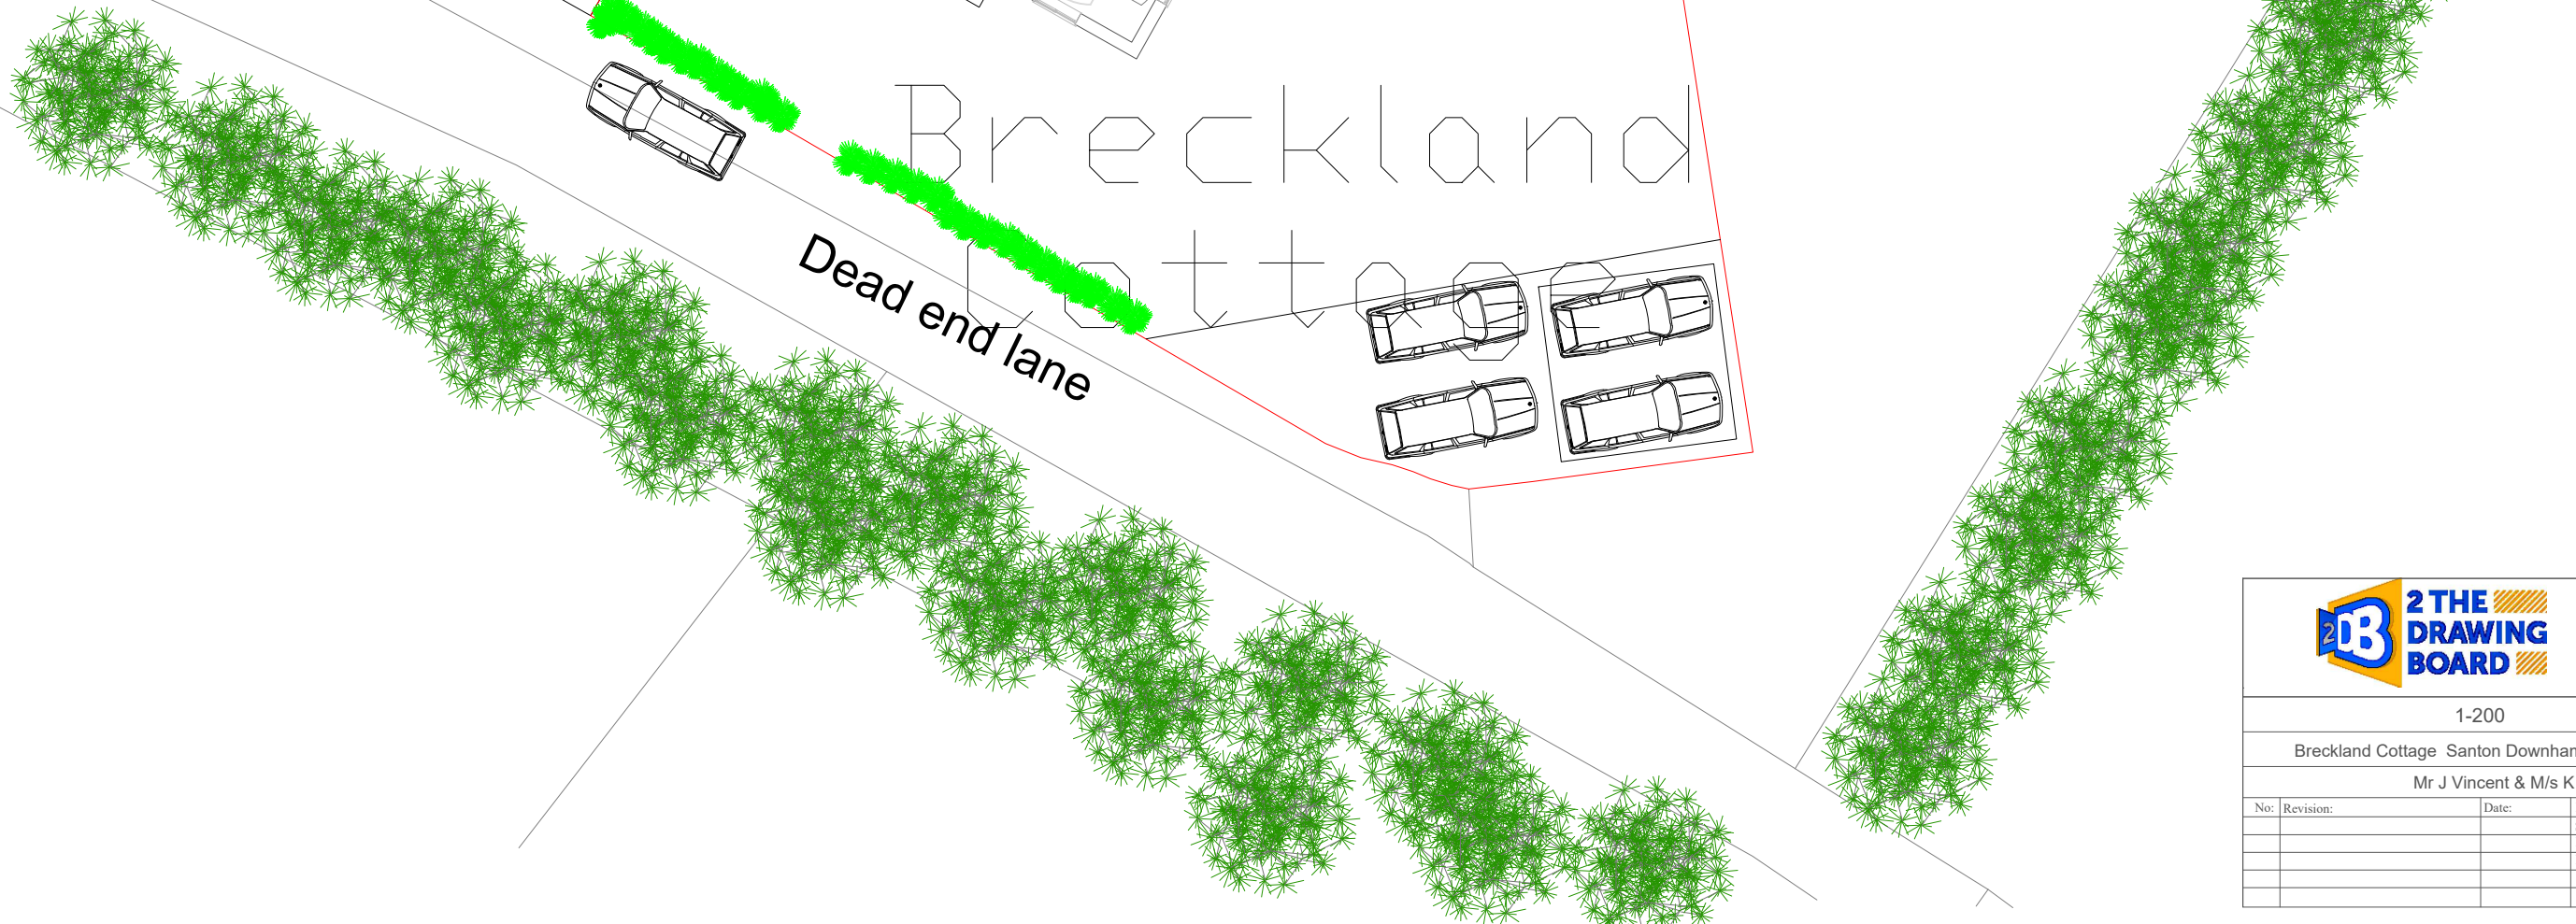 Breckland
Cottage
Dead end lane
2DB
2 THE
DRAWING
BOARD
1-200
Breckland Cottage Santon Downham
Mr J Vincent & M/s K
No: Revision: Date: